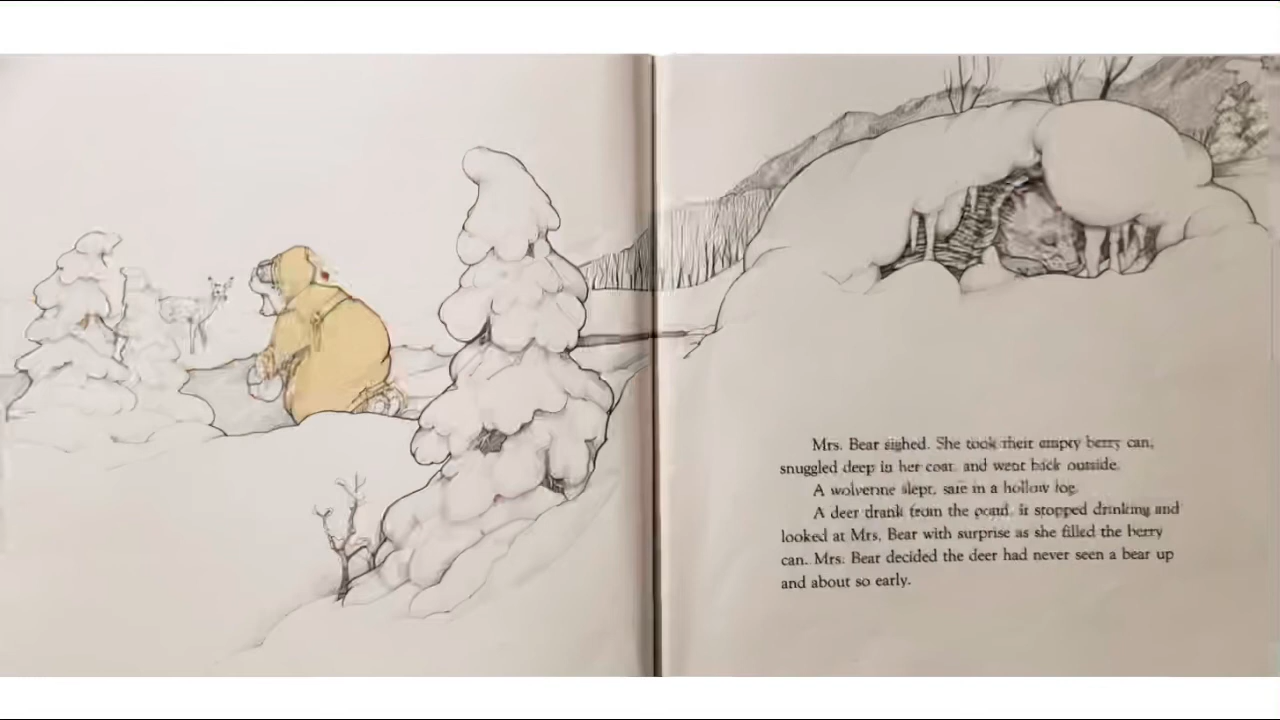 Mrs. Bear sighed. She took their empty berry can,
snuggled deep in her coat and went back outside.
A wolverine slept, safe in a hollow log.
A deer drank from the pond. It stopped drinking and
looked at Mrs. Bear with surprise as she filled the berry
can. Mrs. Bear decided the deer had never seen a bear up
and about so early.